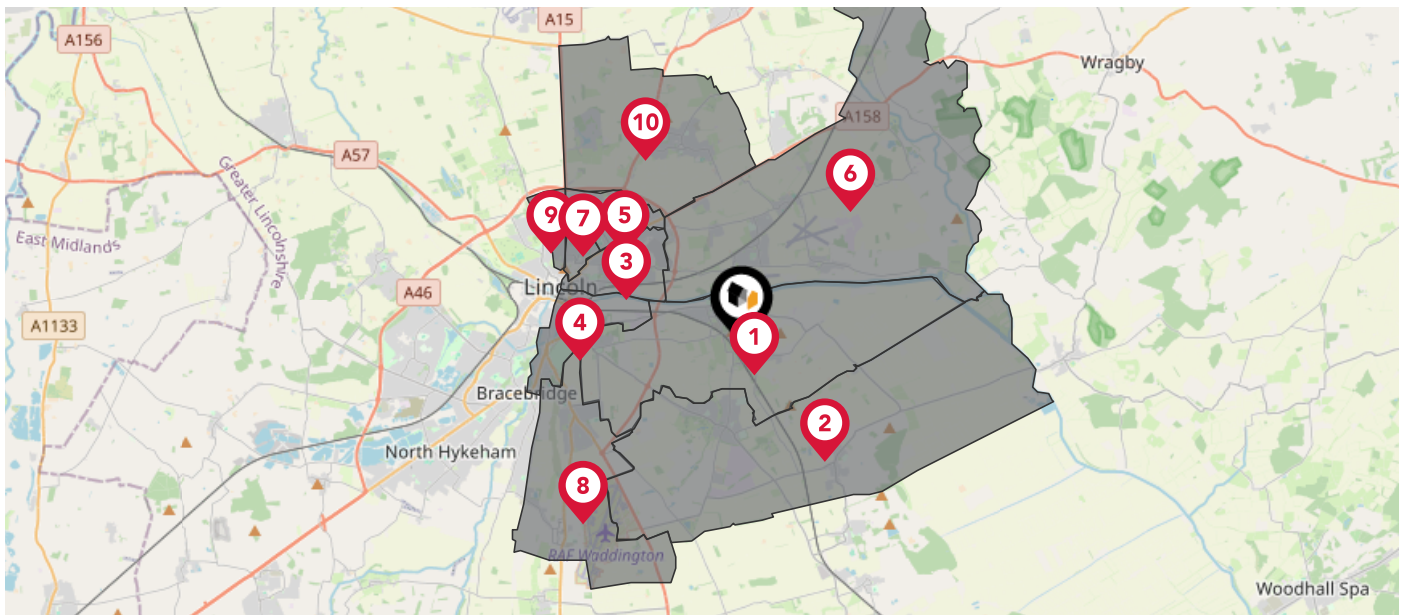 A15
A156
Wragby
A158
10
A57
6
Greater Lincolnshire
9
7
5
East Midlands
3
Lincoln
A46
A1133
4
1
Bracebridge
2
North Hykeham
8
RAF Waddington
Woodhall Spa